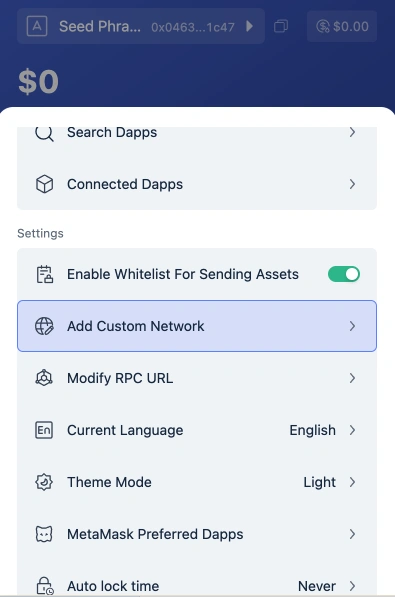 Seed Phra... 0x0463...1c47 $0.00
$0
Search Dapps
Connected Dapps
Settings
Enable Whitelist For Sending Assets
Add Custom Network
Modify RPC URL
En Current Language English
Theme Mode Light
MetaMask Preferred Dapps
Auto lock time Never